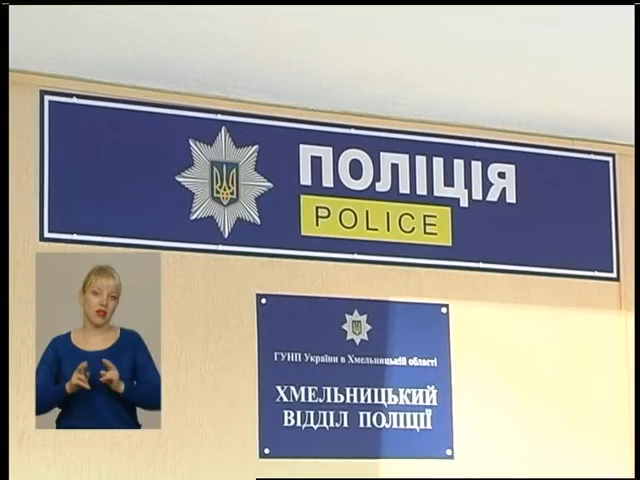 ПОЛІЦІЯ
POLICE
ГУНП України в Хмельницькій області
ХМЕЛЬНИЦЬКИЙ
ВІДДІЛ ПОЛІЦІЇ